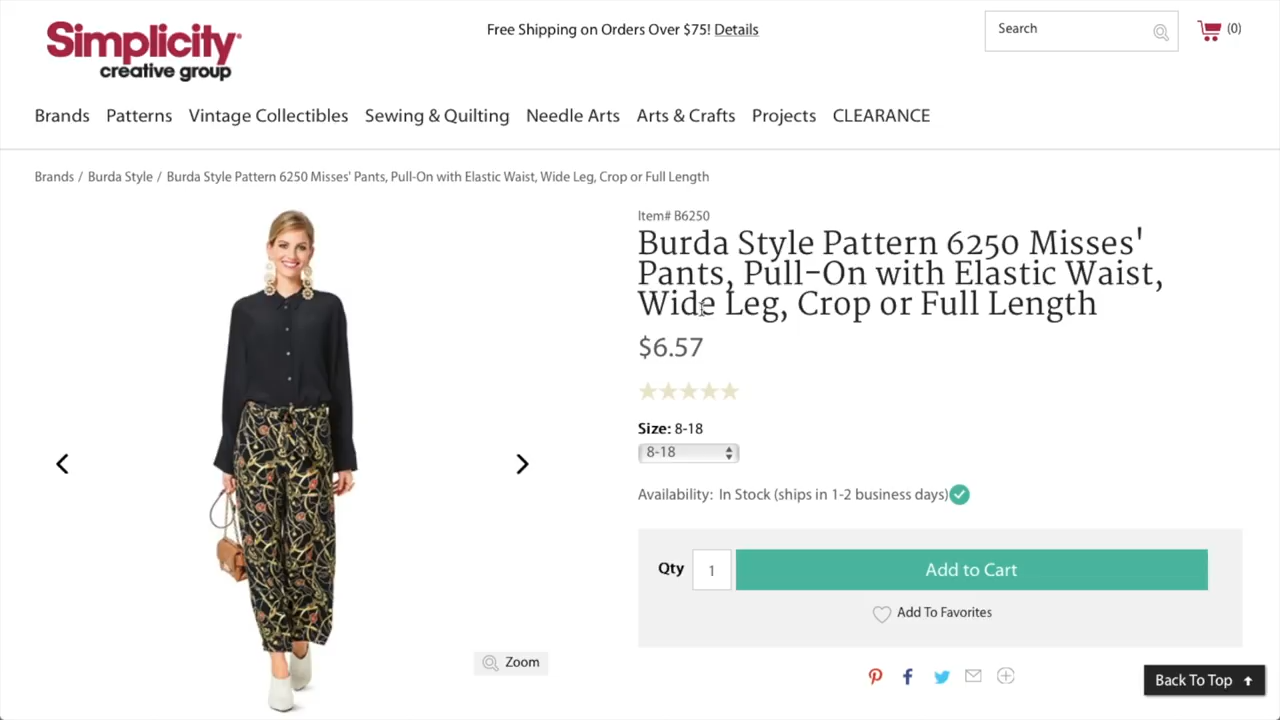 Simplicity
creative group
Free Shipping on Orders Over $75! Details
Search
(0)
Brands Patterns Vintage Collectibles Sewing & Quilting Needle Arts Arts & Crafts Projects CLEARANCE
Brands / Burda Style / Burda Style Pattern 6250 Misses' Pants, Pull-On with Elastic Waist, Wide Leg, Crop or Full Length
Item# B6250
Burda Style Pattern 6250 Misses'
Pants, Pull-On with Elastic Waist,
Wide Leg, Crop or Full Length
$6.57
Size: 8-18
8-18
Availability: In Stock (ships in 1-2 business days)
Qty 1 Add to Cart
Add To Favorites
Zoom
Back To Top